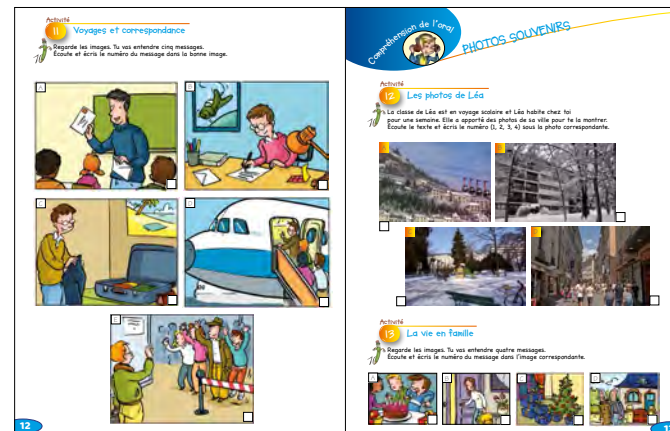 Activité
11 Voyages et correspondance
Regarde les images. Tu vas entendre cinq messages.
Écoute et écris le numéro du message dans la bonne image.
A
B
C
D
E
12
Compréhension de l'oral
PHOTOS SOUVENIRS
Activité
12 Les photos de Léa
La classe de Léa est en voyage scolaire et Léa habite chez toi
pour une semaine. Elle a apporté des photos de sa ville pour te la montrer.
Écoute le texte et écris le numéro (1, 2, 3, 4) sous la photo correspondante.
Activité
13 La vie en famille
Regarde les images. Tu vas entendre quatre messages.
Écoute et écris le numéro du message dans l'image correspondante.
A
B
C
D